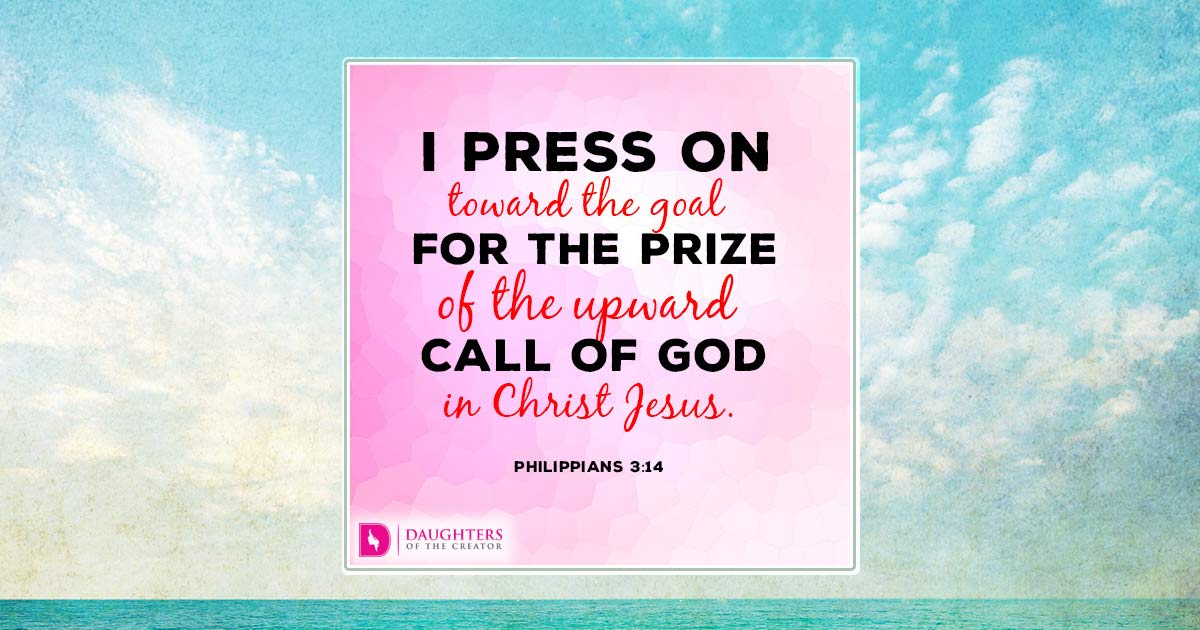 I PRESS ON
toward the goal
FOR THE PRIZE
of the upward
CALL OF GOD
in Christ Jesus.
PHILIPPIANS 3:14
DAUGHTERS
OF THE CREATOR